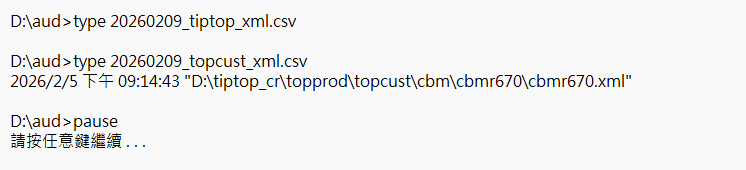 D:\aud>type 20260209_tiptop_xml.csv
D:\aud>type 20260209_topcust_xml.csv
2026/2/5 下午 09:14:43 "D:\tiptop_cr\topprod\topcust\cbm\cbmr670\cbmr670.xml"
D:\aud>pause
請按任意鍵繼續 . . .